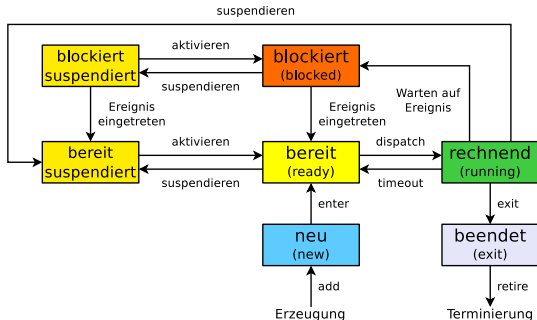 suspendieren
blockiert
suspendiert
aktivieren
suspendieren
blockiert
(blocked)
Warten auf
Ereignis
Ereignis
eingetreten
Ereignis
eingetreten
bereit
suspendiert
aktivieren
suspendieren
bereit
(ready)
dispatch
timeout
rechnend
(running)
enter
exit
neu
(new)
beendet
(exit)
add
retire
Erzeugung
Terminierung